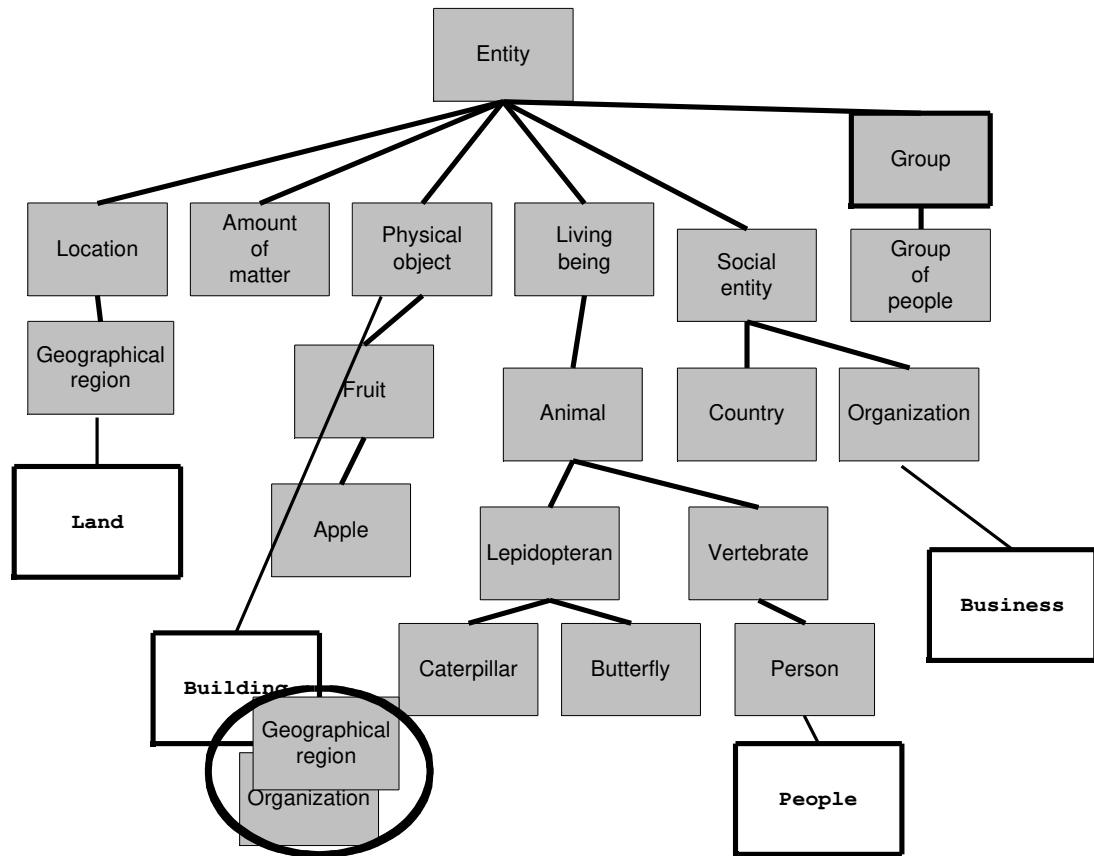 Entity
Group
Location
Amount
of
matter
Physical
object
Living
being
Social
entity
Group
of
people
Geographical
region
Fruit
Animal
Country
Organization
Land
Apple
Lepidopteran
Vertebrate
Business
Building
Caterpillar
Butterfly
Person
Geographical
region
Organization
People